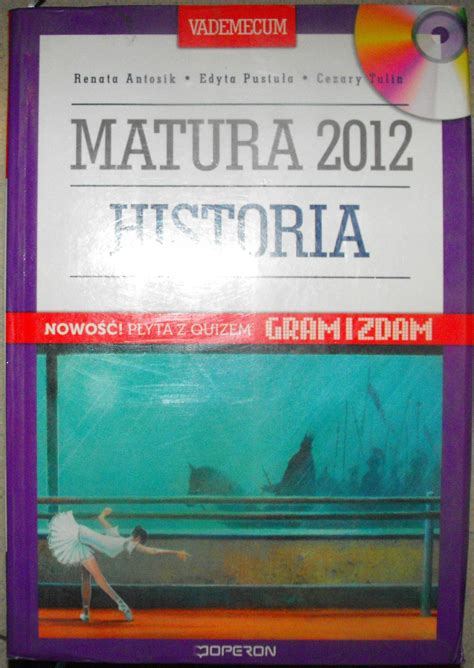 VADEMECUM
Renata Antosik • Edyta Pustuła • Cezary Tulin
MATURA 2012
HISTORIA
NOWOŚĆ! PŁYTA Z QUIZEM GRAM I ZDAM
OPERON